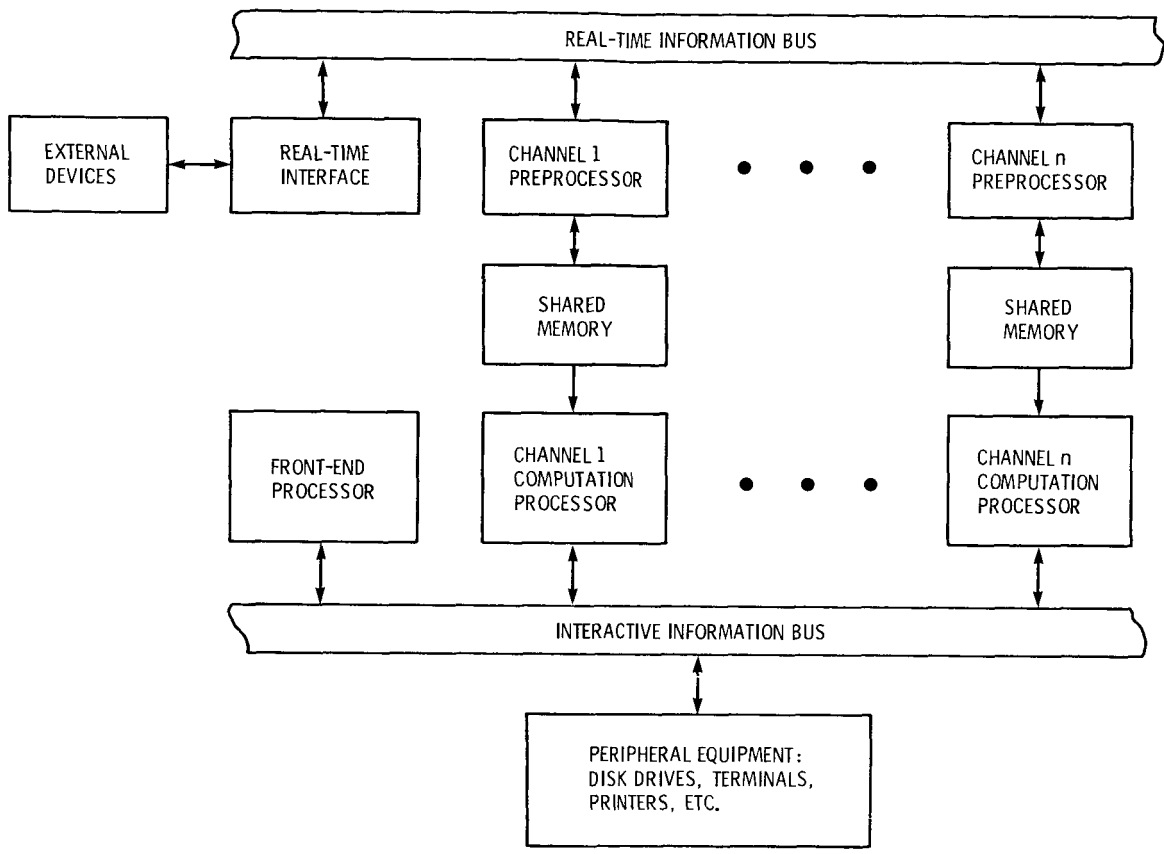 REAL-TIME INFORMATION BUS
EXTERNAL
DEVICES
REAL-TIME
INTERFACE
CHANNEL 1
PREPROCESSOR
CHANNEL n
PREPROCESSOR
SHARED
MEMORY
SHARED
MEMORY
FRONT-END
PROCESSOR
CHANNEL 1
COMPUTATION
PROCESSOR
CHANNEL n
COMPUTATION
PROCESSOR
INTERACTIVE INFORMATION BUS
PERIPHERAL EQUIPMENT:
DISK DRIVES, TERMINALS,
PRINTERS, ETC.